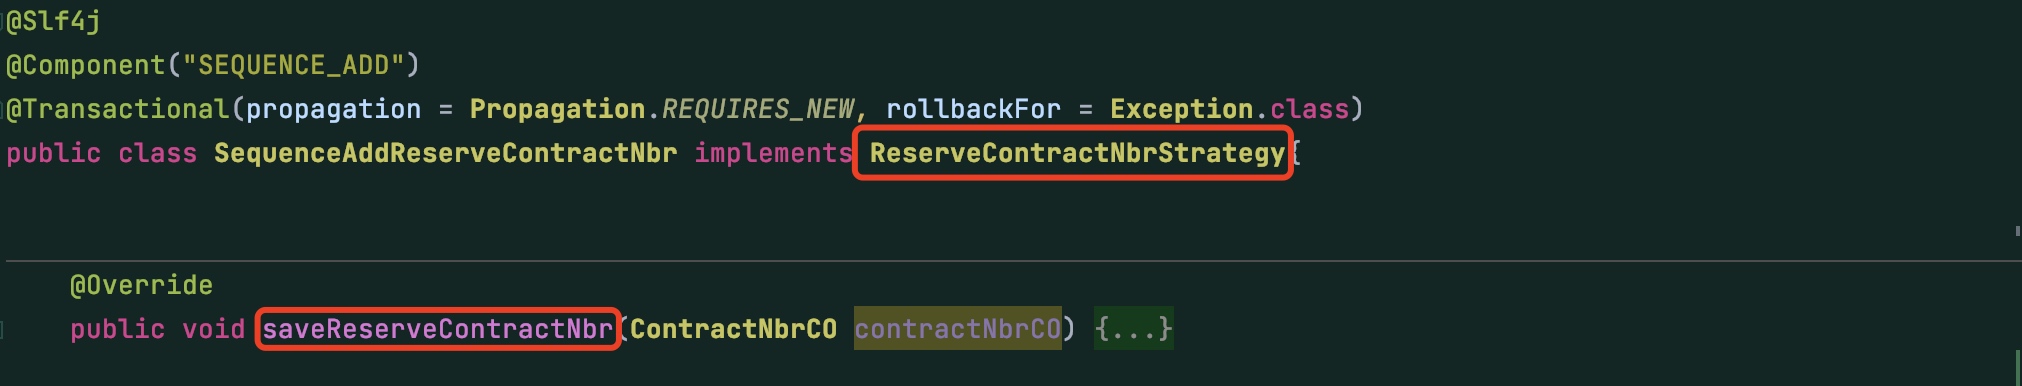 @Slf4j
@Component("SEQUENCE_ADD")
@Transactional(propagation = Propagation.REQUIRES_NEW, rollbackFor = Exception.class)
public class SequenceAddReserveContractNbr implements ReserveContractNbrStrategy{
@Override
public void saveReserveContractNbr(ContractNbrCO contractNbrCO) {...}